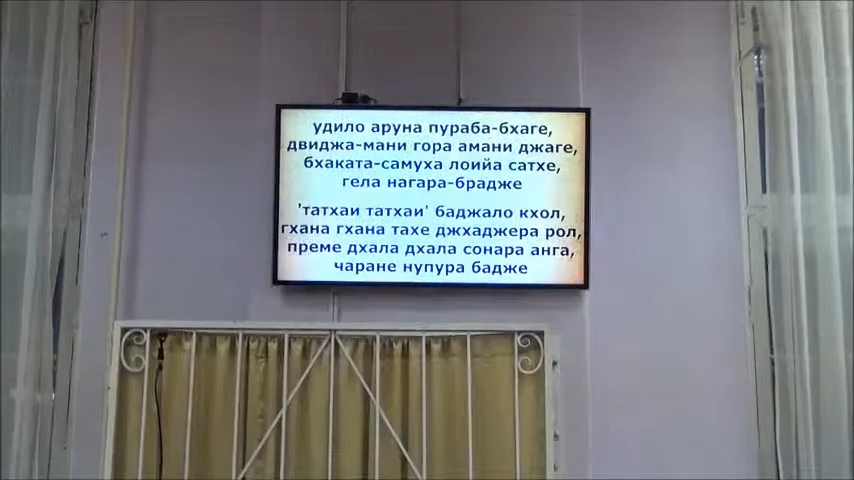 удило аруна пураба-бхаге,
двиджа-мани гора амани джаге,
бхаката-самуха лоийа сатхе,
гела нагара-брадже
'татхаи татхаи' баджало кхол,
гхана гхана тахе джхаджера рол,
преме дхала дхала сонара анга,
чаране нупура бадже